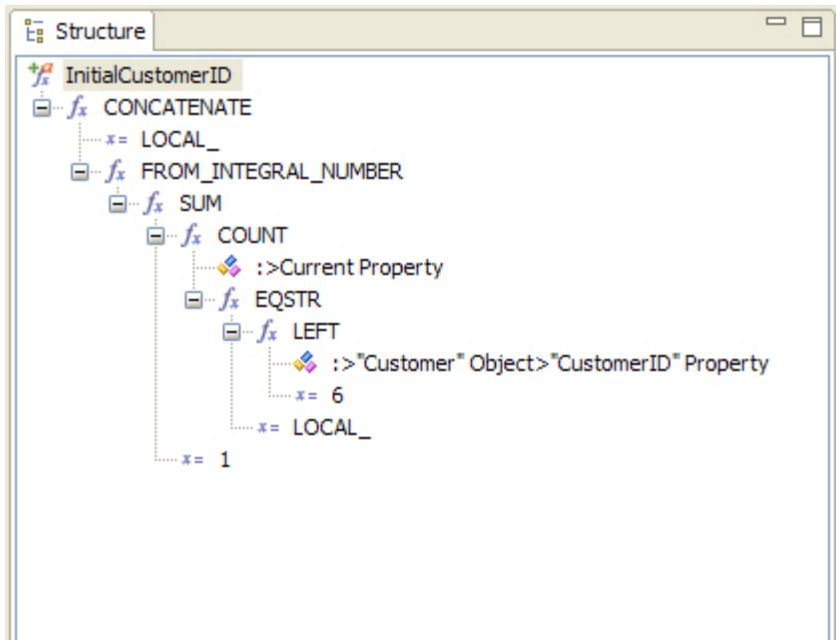 Structure
InitialCustomerID
CONCATENATE
x= LOCAL_
FROM_INTEGRAL_NUMBER
SUM
COUNT
:>Current Property
EQSTR
LEFT
:>"Customer" Object>"CustomerID" Property
x= 6
x= LOCAL_
x= 1